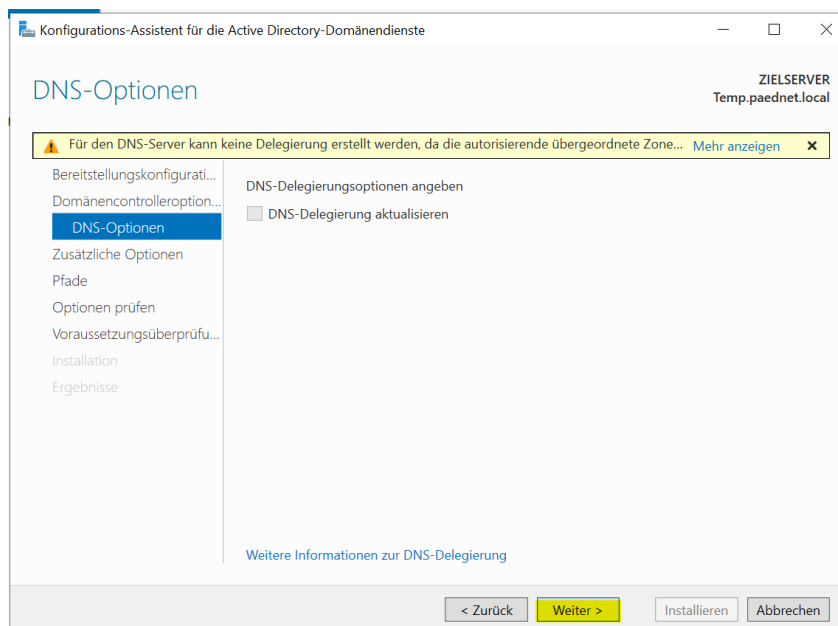 Konfigurations-Assistent für die Active Directory-Domänendienste
DNS-Optionen
ZIELSERVER
Temp.paednet.local
Für den DNS-Server kann keine Delegierung erstellt werden, da die autorisierende übergeordnete Zone... Mehr anzeigen
Bereitstellungskonfigurati...
Domänencontrolleroption...
DNS-Optionen
Zusätzliche Optionen
Pfade
Optionen prüfen
Voraussetzungsüberprüfu...
Installation
Ergebnisse
DNS-Delegierungsoptionen angeben
DNS-Delegierung aktualisieren
Weitere Informationen zur DNS-Delegierung
< Zurück Weiter > Installieren Abbrechen